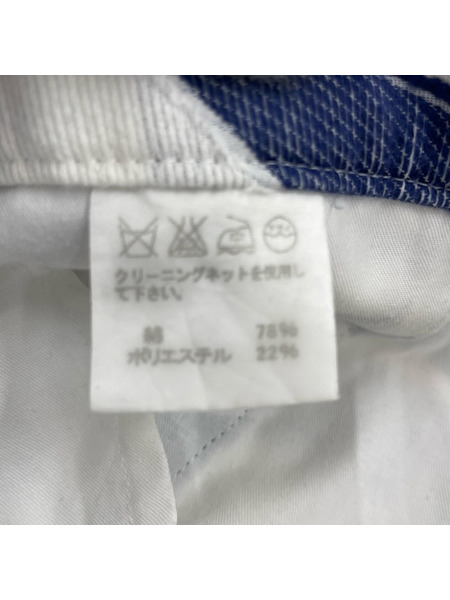 クリーニングネットを使用し
て下さい。
綿 78%
ポリエステル 22%